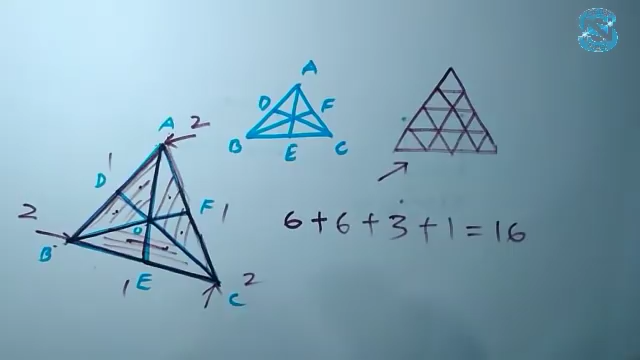 A
D F
B E C
A 2
1
D
2 F 1
O
B
1 E C 2
6 + 6 + 3 + 1 = 16